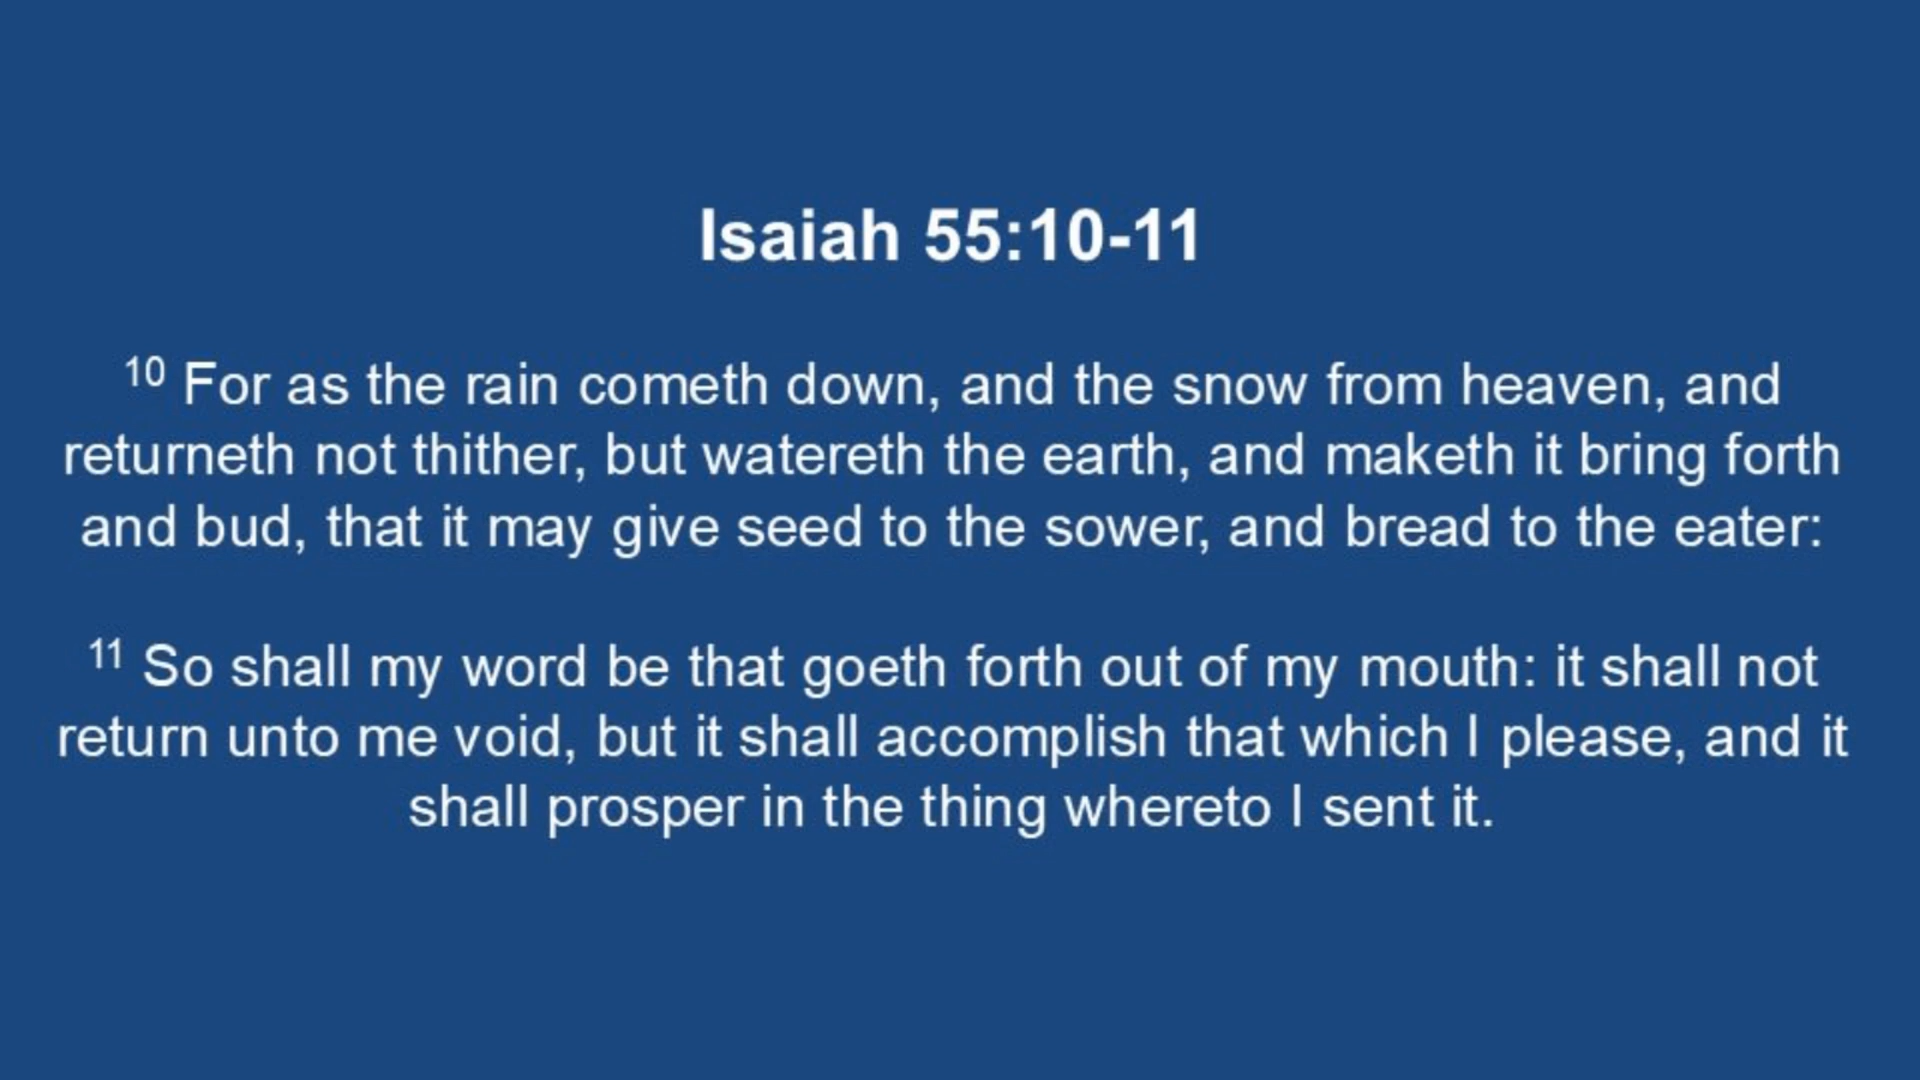 Isaiah 55:10-11
10 For as the rain cometh down, and the snow from heaven, and
returneth not thither, but watereth the earth, and maketh it bring forth
and bud, that it may give seed to the sower, and bread to the eater:
11 So shall my word be that goeth forth out of my mouth: it shall not
return unto me void, but it shall accomplish that which I please, and it
shall prosper in the thing whereto I sent it.